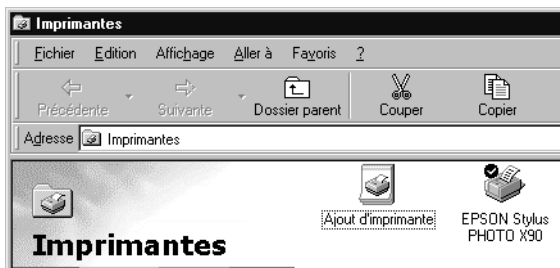 Imprimantes
Fichier Edition Affichage Aller à Favoris ?
Précédente Suivante Dossier parent Couper Copier
Adresse Imprimantes
Ajout d'imprimante EPSON Stylus
PHOTO X90
Imprimantes